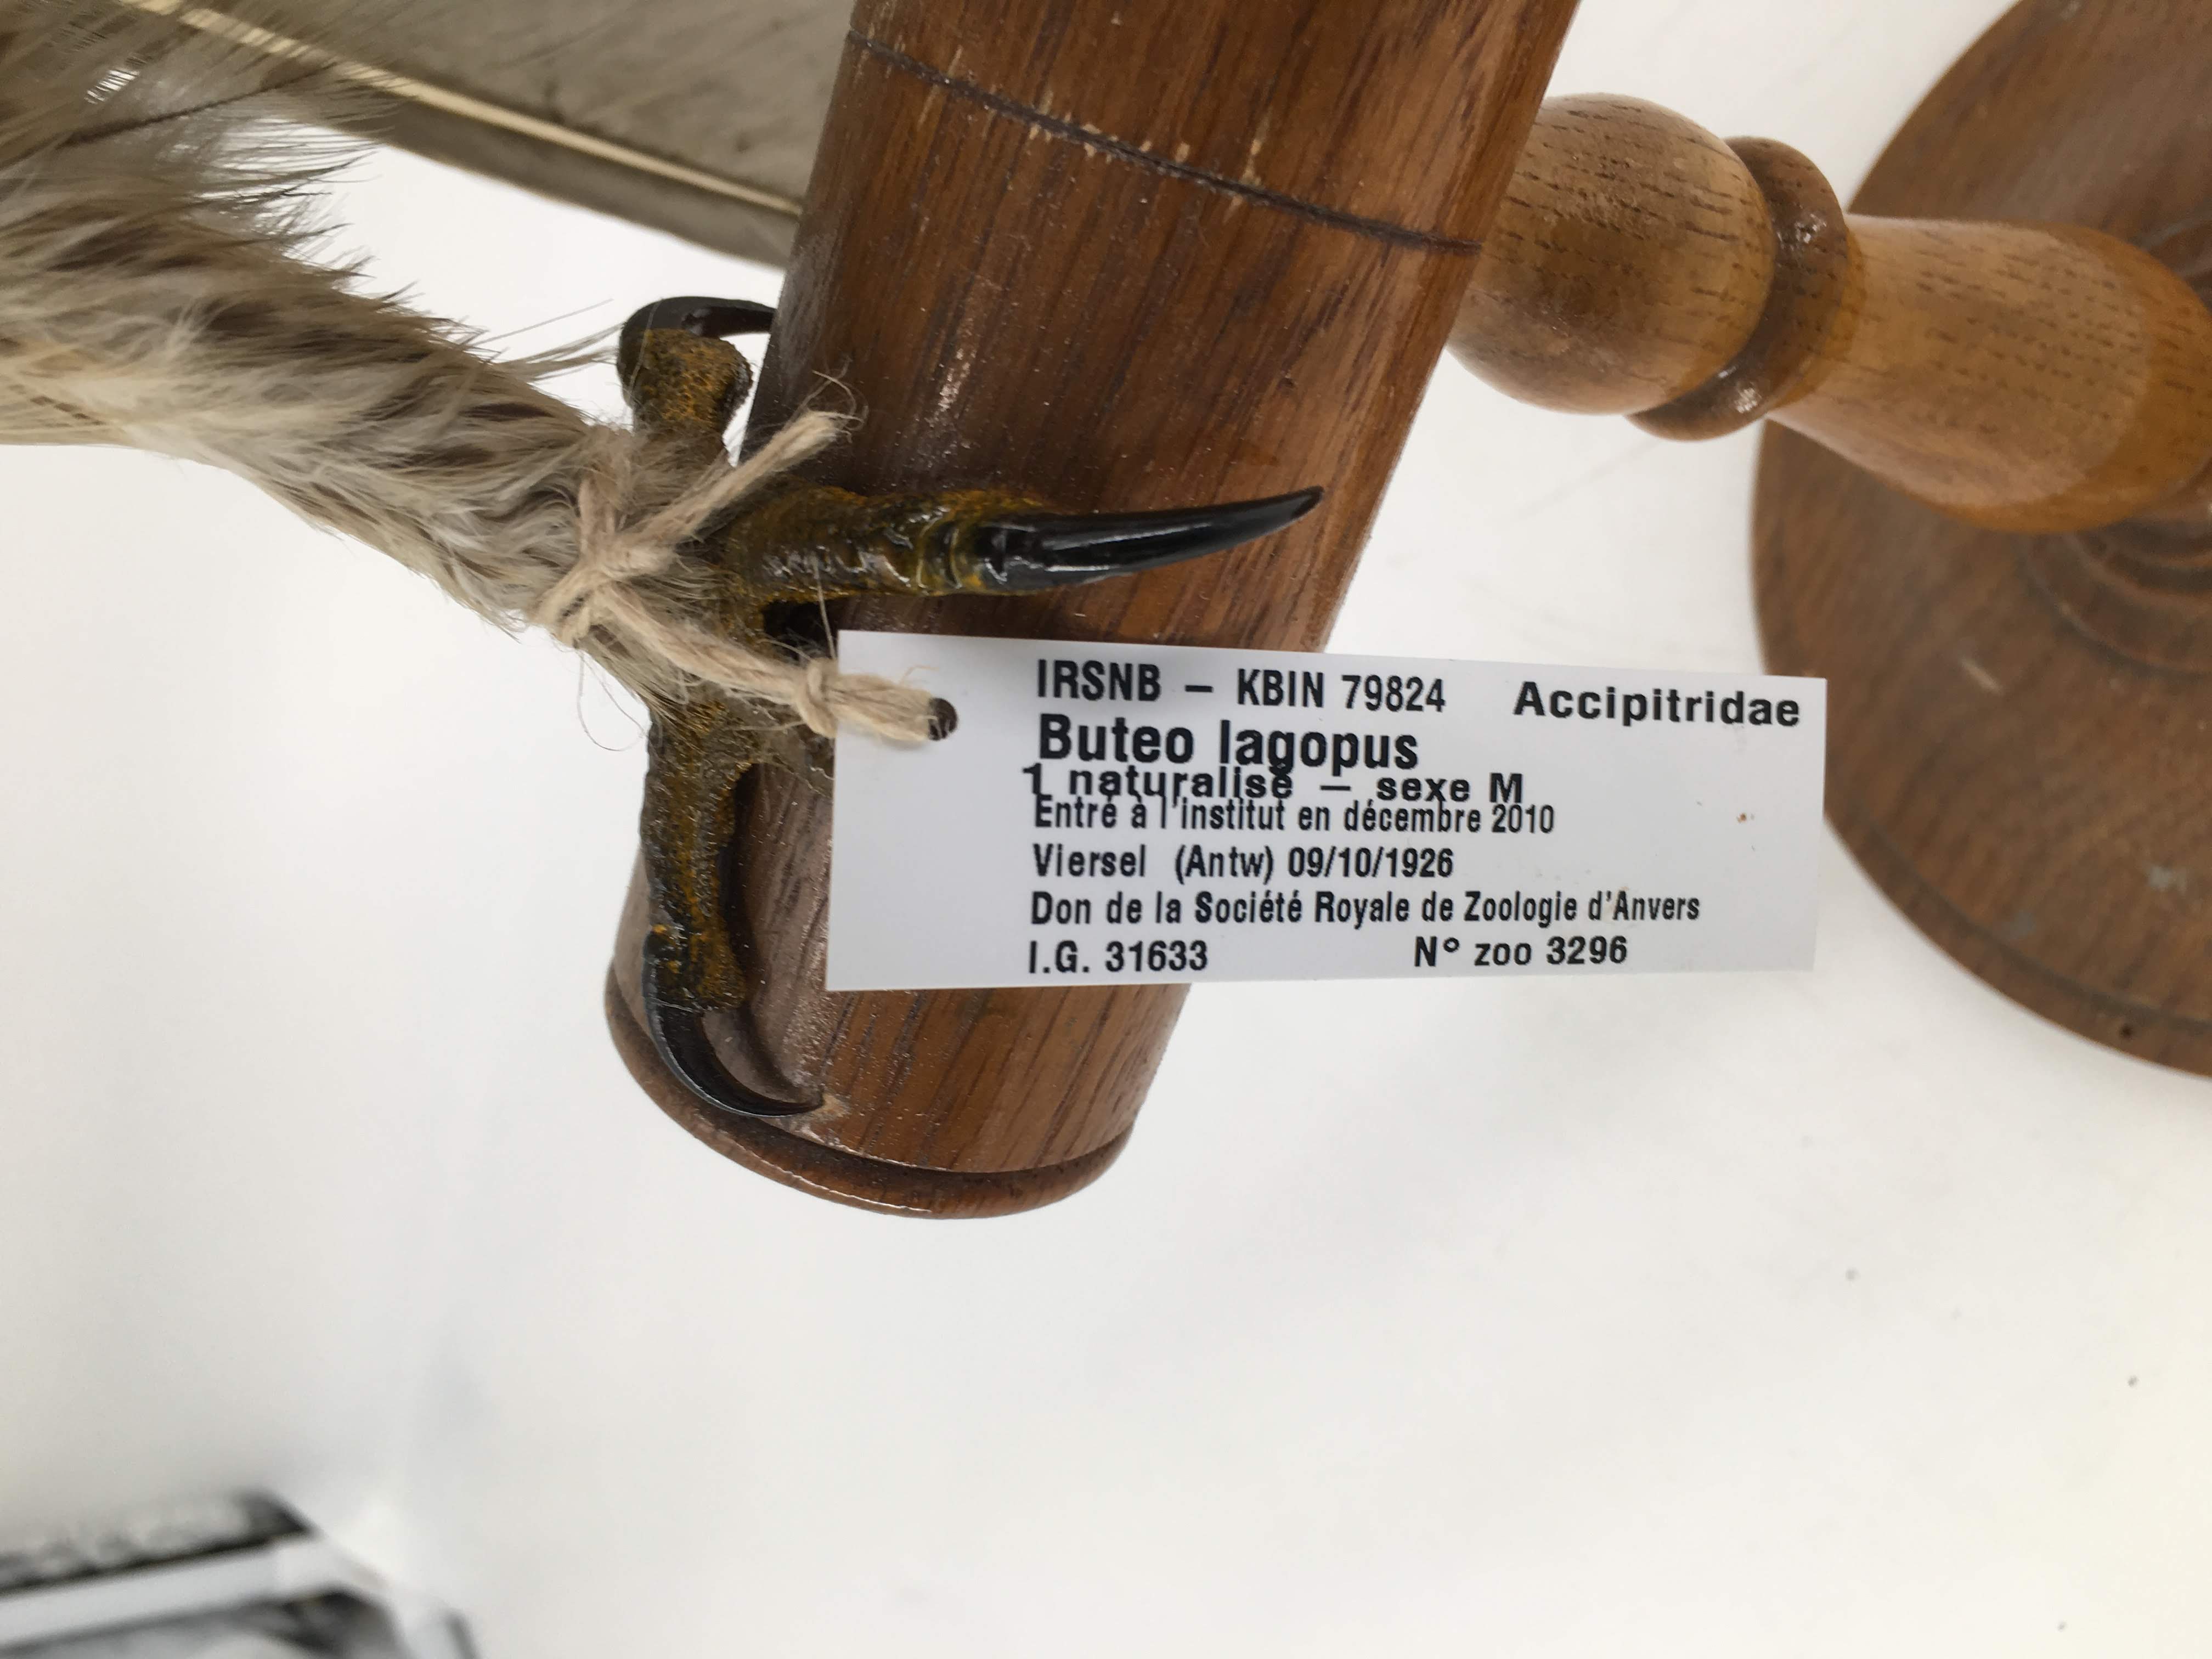 IRSNB – KBIN 79824 Accipitridae
Buteo lagopus
1 naturalisé – sexe M
Entré à l'institut en décembre 2010
Viersel (Antw) 09/10/1926
Don de la Société Royale de Zoologie d'Anvers
I.G. 31633 N° zoo 3296